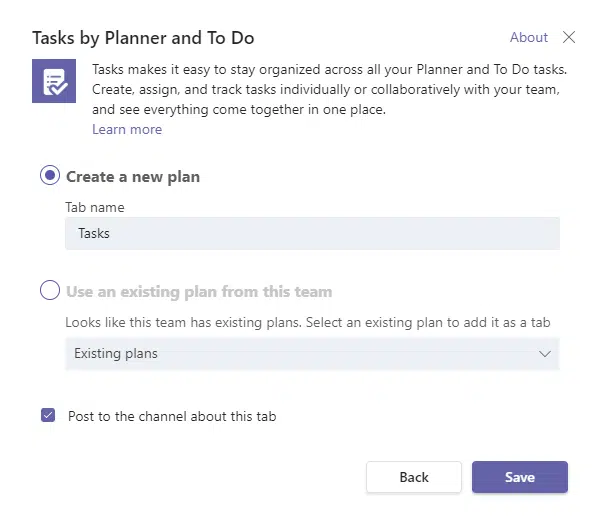 Tasks by Planner and To Do
About
Tasks makes it easy to stay organized across all your Planner and To Do tasks.
Create, assign, and track tasks individually or collaboratively with your team,
and see everything come together in one place.
Learn more
Create a new plan
Tab name
Tasks
Use an existing plan from this team
Looks like this team has existing plans. Select an existing plan to add it as a tab
Existing plans
Post to the channel about this tab
Back
Save